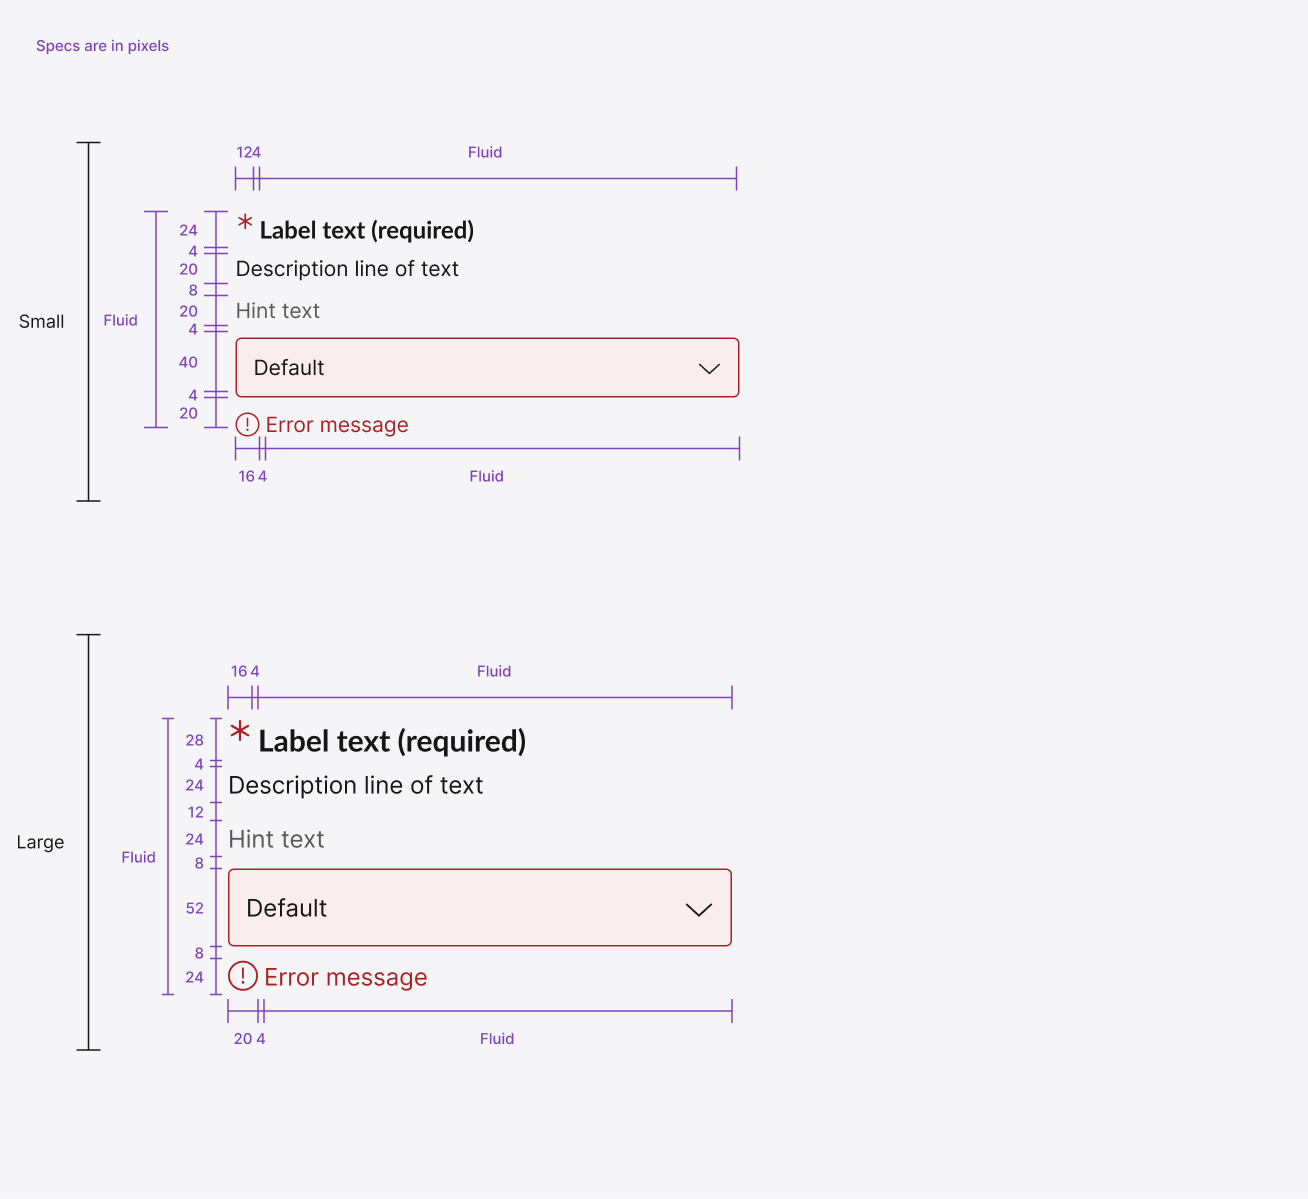 Specs are in pixels
124 Fluid
24 * Label text (required)
4
20 Description line of text
8
20 Hint text
Small Fluid
4
40 Default
4
20 Error message
16 4 Fluid
16 4 Fluid
28 * Label text (required)
4
24 Description line of text
12
24 Hint text
Large Fluid
8
52 Default
8
24 Error message
20 4 Fluid